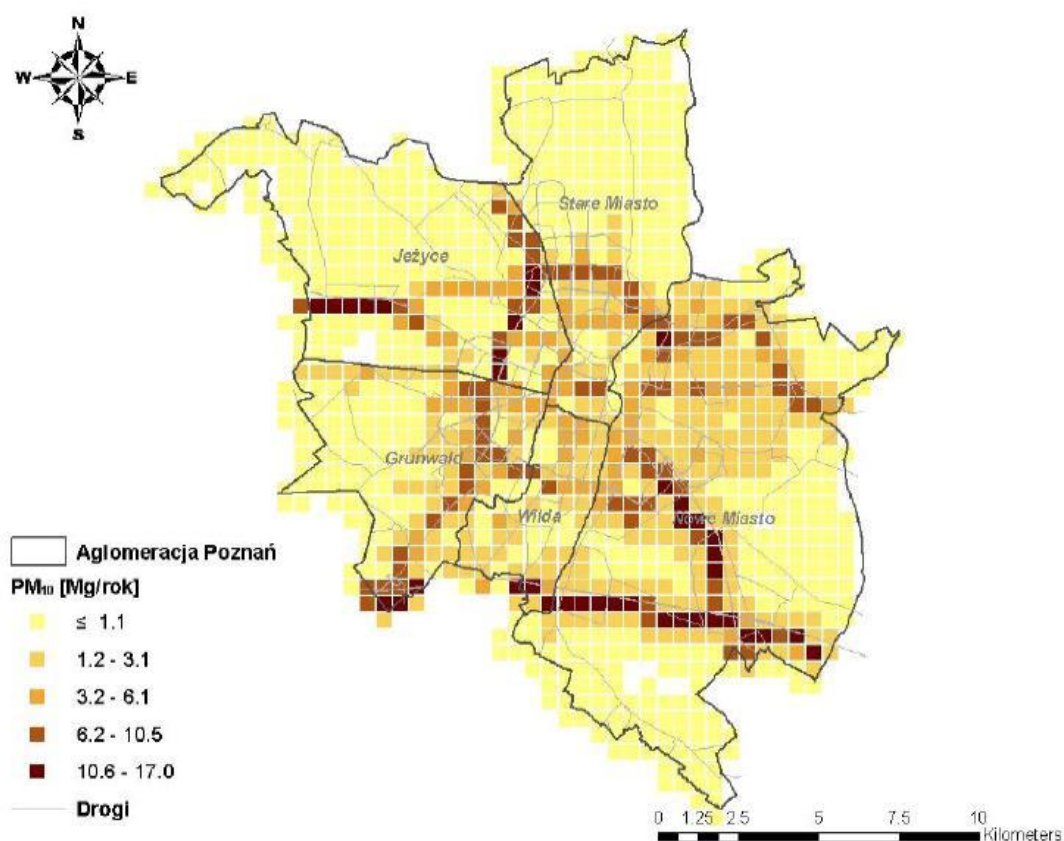 N
W E
S
Stare Miasto
Jeżyce
Grunwald
Wilda
Nowe Miasto
Aglomeracja Poznań
PM₁₀ [Mg/rok]
≤ 1.1
1.2 - 3.1
3.2 - 6.1
6.2 - 10.5
10.6 - 17.0
Drogi
0 1.25 2.5 5 7.5 10
Kilometers